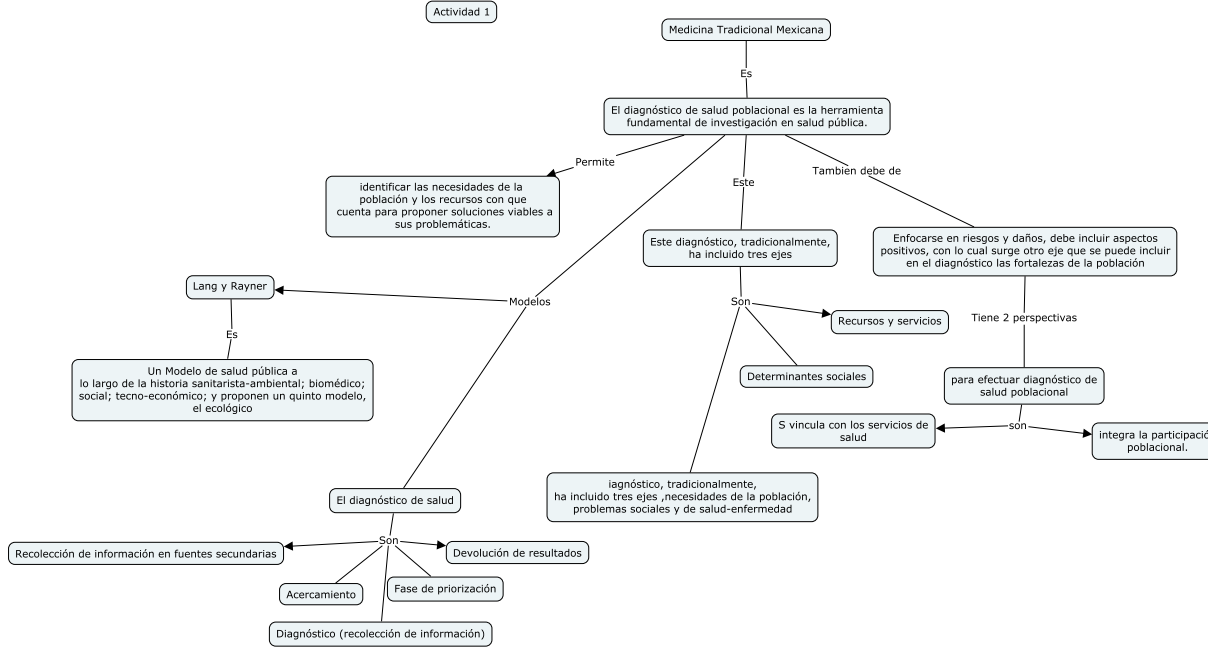 Actividad 1
Medicina Tradicional Mexicana
Es
El diagnóstico de salud poblacional es la herramienta
fundamental de investigación en salud pública.
Permite
Tambien debe de
Este
identificar las necesidades de la
población y los recursos con que
cuenta para proponer soluciones viables a
sus problemáticas.
Este diagnóstico, tradicionalmente,
ha incluido tres ejes
Enfocarse en riesgos y daños, debe incluir aspectos
positivos, con lo cual surge otro eje que se puede incluir
en el diagnóstico las fortalezas de la población
Lang y Rayner
Modelos
Son
Recursos y servicios
Tiene 2 perspectivas
Es
Un Modelo de salud pública a
lo largo de la historia sanitarista-ambiental; biomédico;
social; tecno-económico; y proponen un quinto modelo,
el ecológico
Determinantes sociales
para efectuar diagnóstico de
salud poblacional
S vincula con los servicios de
salud
son
integra la participació
poblacional.
iagnóstico, tradicionalmente,
ha incluido tres ejes ,necesidades de la población,
problemas sociales y de salud-enfermedad
El diagnóstico de salud
Son
Recolección de información en fuentes secundarias
Devolución de resultados
Acercamiento
Fase de priorización
Diagnóstico (recolección de información)